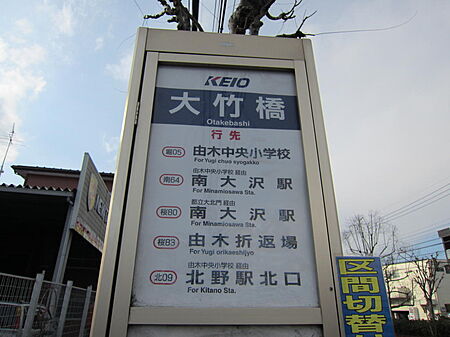 KEIO
大竹橋
Otakebashi
行先
堀05 由木中央小学校
For Yugi chuo syogakko
由木中央小学校 経由
南64 南大沢駅
For Minamiosawa Sta.
都立大北門 経由
桜80 南大沢駅
For Minamiosawa Sta.
桜83 由木折返場
For Yugi orikaeshijyo
由木中央小学校 経由
北09 北野駅北口
For Kitano Sta.
区間切替